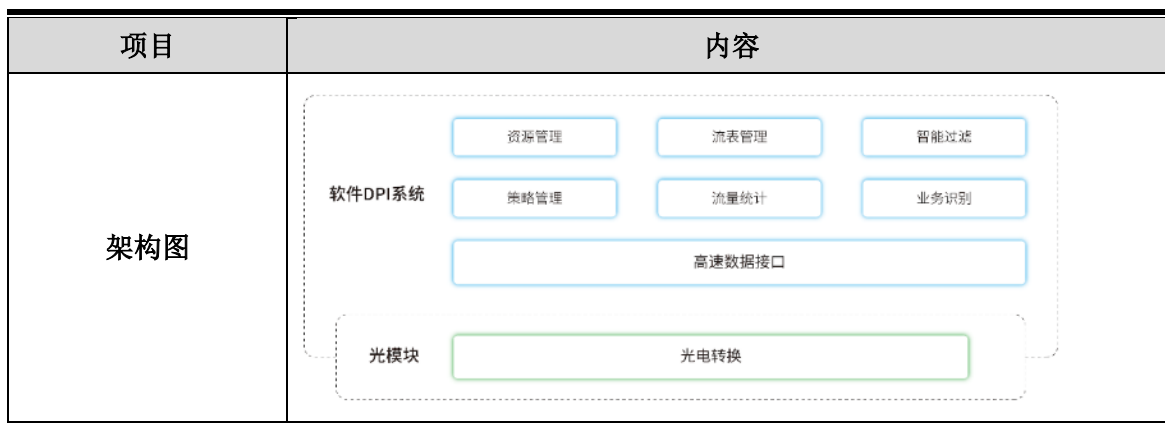 项目 内容
架构图
资源管理 流表管理 智能过滤
软件DPI系统
策略管理 流量统计 业务识别
高速数据接口
光模块 光电转换